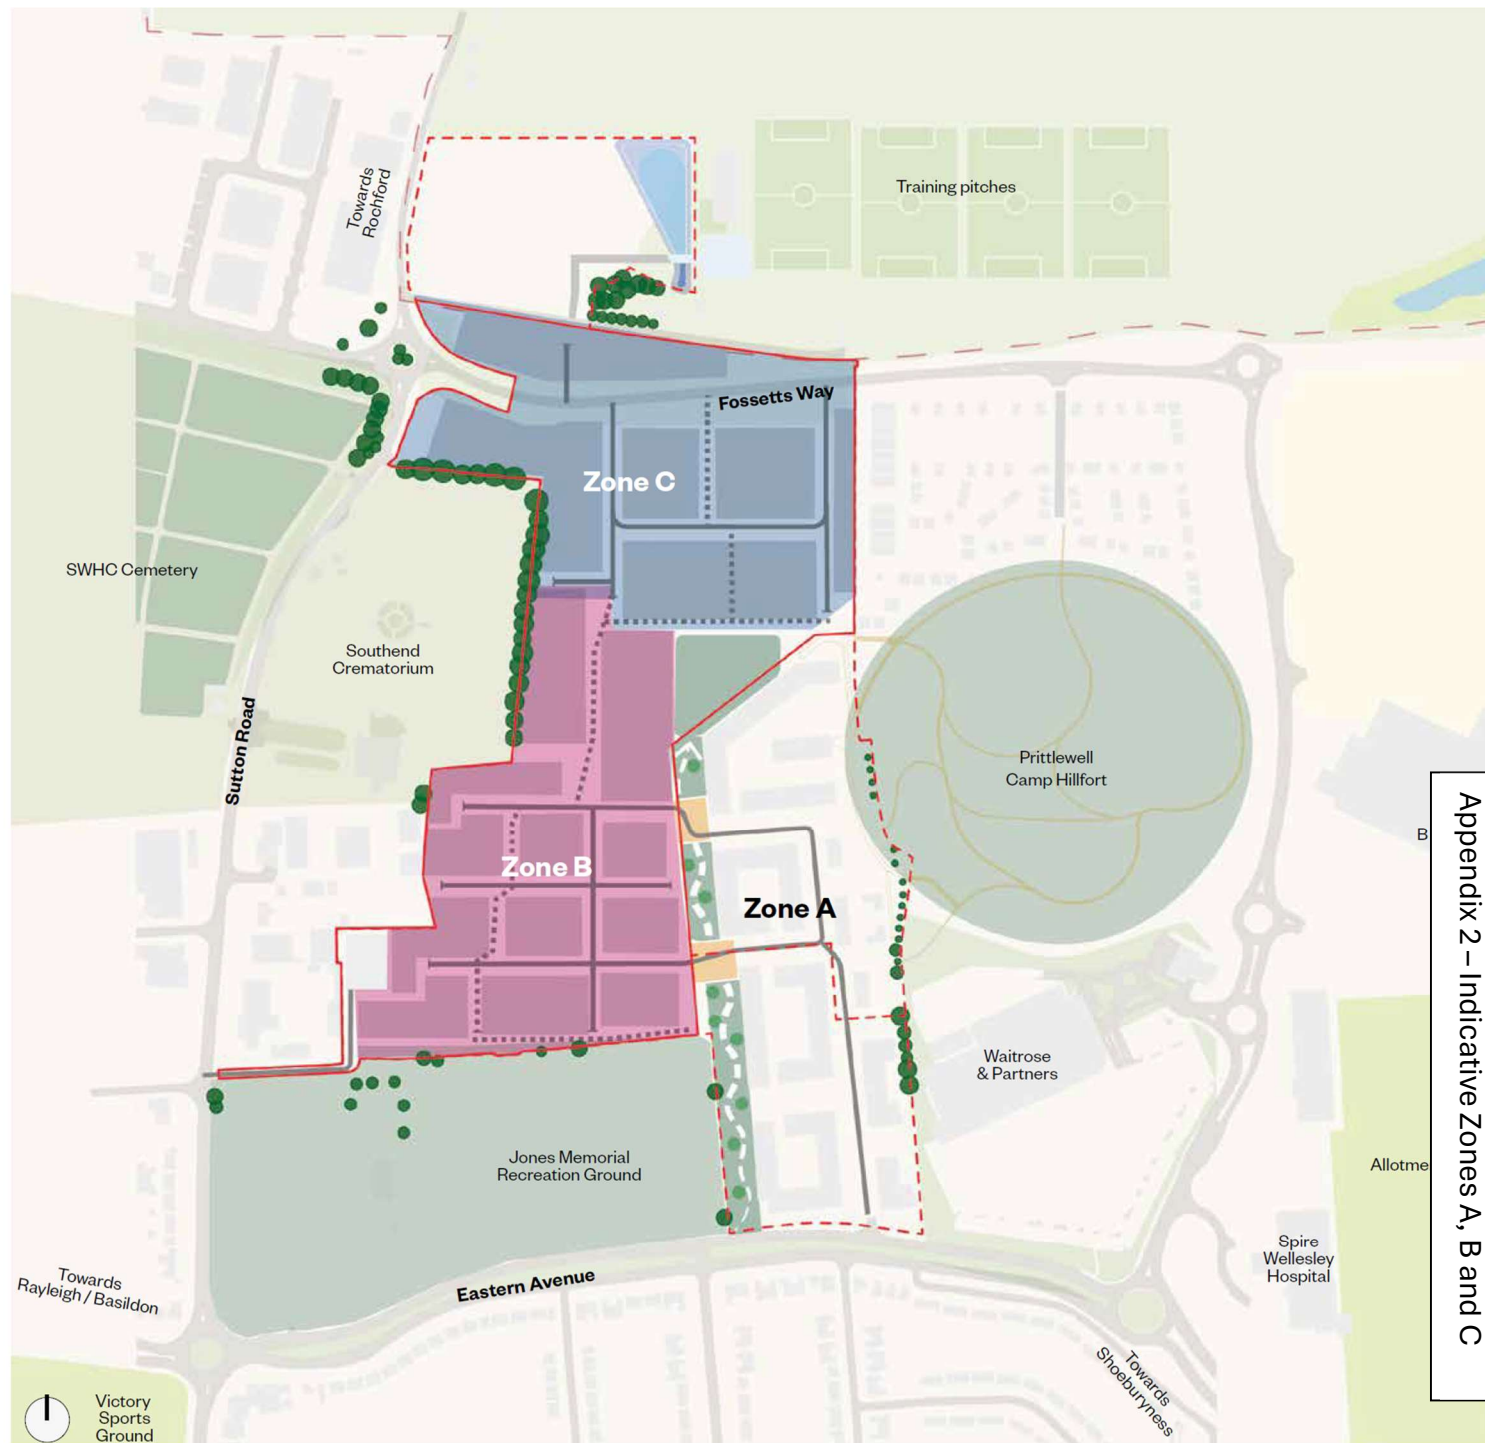 Towards
Rochford
Training pitches
Fossetts Way
Zone C
SWHC Cemetery
Southend
Crematorium
Sutton Road
Prittlewell
Camp Hillfort
B
Zone B
Zone A
Waitrose
& Partners
Jones Memorial
Recreation Ground
Allotme
Spire
Wellesley
Hospital
Towards
Rayleigh / Basildon
Eastern Avenue
Towards
Shoeburyness
Victory
Sports
Ground
Appendix 2 – Indicative Zones A, B and C